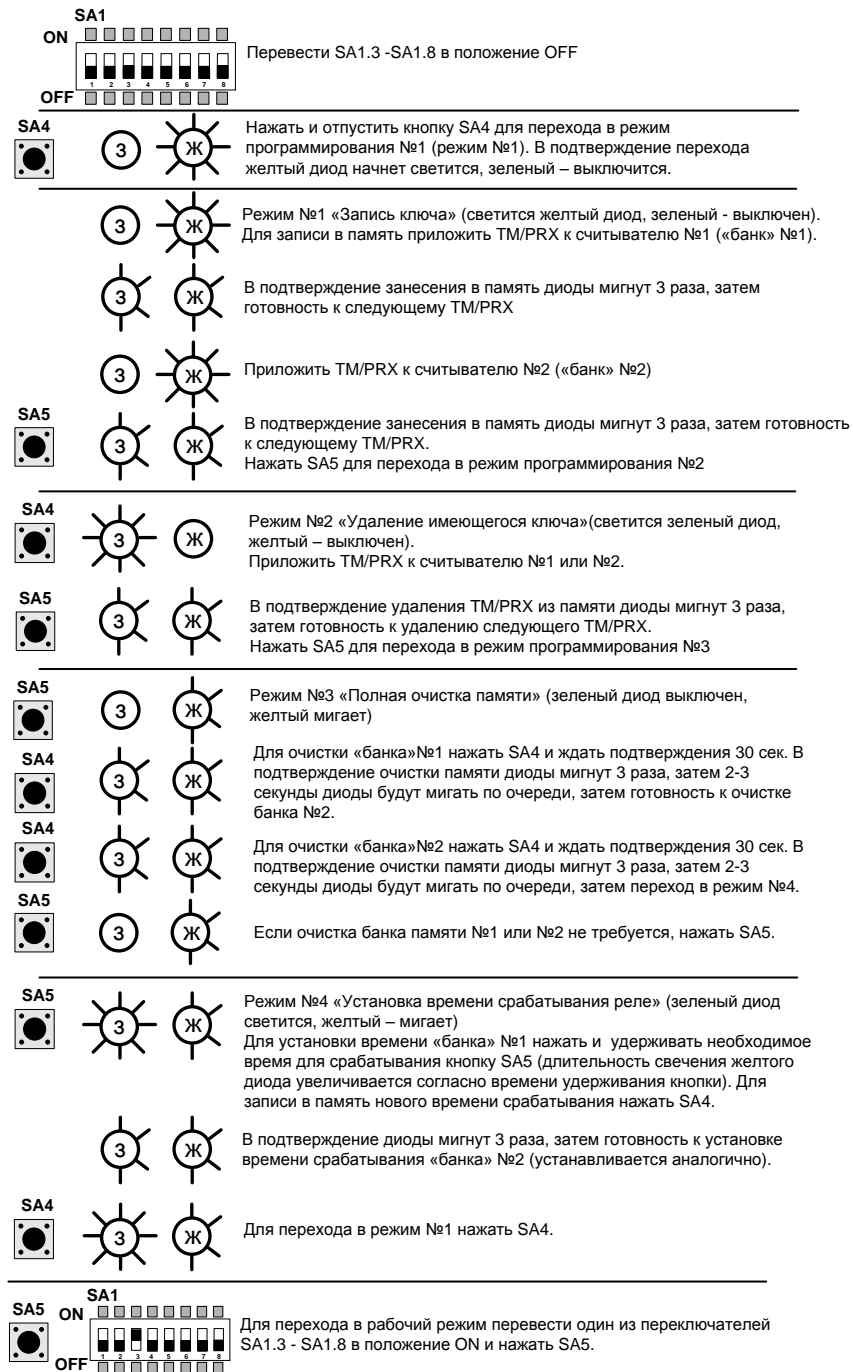 SA1
ON
Перевести SA1.3 -SA1.8 в положение OFF
1 2 3 4 5 6 7 8
OFF
SA4
З Ж
Нажать и отпустить кнопку SA4 для перехода в режим
программирования №1 (режим №1). В подтверждение перехода
желтый диод начнет светится, зеленый – выключится.
З Ж
Режим №1 «Запись ключа» (светится желтый диод, зеленый - выключен).
Для записи в память приложить TM/PRX к считывателю №1 («банк» №1).
З Ж
В подтверждение занесения в память диоды мигнут 3 раза, затем
готовность к следующему TM/PRX
З Ж
Приложить TM/PRX к считывателю №2 («банк» №2)
SA5
З Ж
В подтверждение занесения в память диоды мигнут 3 раза, затем готовность
к следующему TM/PRX.
Нажать SA5 для перехода в режим программирования №2
SA4
З Ж
Режим №2 «Удаление имеющегося ключа»(светится зеленый диод,
желтый – выключен).
Приложить TM/PRX к считывателю №1 или №2.
SA5
З Ж
В подтверждение удаления TM/PRX из памяти диоды мигнут 3 раза,
затем готовность к удалению следующего TM/PRX.
Нажать SA5 для перехода в режим программирования №3
SA5
З Ж
Режим №3 «Полная очистка памяти» (зеленый диод выключен,
желтый мигает)
SA4
З Ж
Для очистки «банка»№1 нажать SA4 и ждать подтверждения 30 сек. В
подтверждение очистки памяти диоды мигнут 3 раза, затем 2-3
секунды диоды будут мигать по очереди, затем готовность к очистке
банка №2.
SA4
З Ж
Для очистки «банка»№2 нажать SA4 и ждать подтверждения 30 сек. В
подтверждение очистки памяти диоды мигнут 3 раза, затем 2-3
секунды диоды будут мигать по очереди, затем переход в режим №4.
SA5
З Ж
Если очистка банка памяти №1 или №2 не требуется, нажать SA5.
SA5
З Ж
Режим №4 «Установка времени срабатывания реле» (зеленый диод
светится, желтый – мигает)
Для установки времени «банка» №1 нажать и удерживать необходимое
время для срабатывания кнопку SA5 (длительность свечения желтого
диода увеличивается согласно времени удерживания кнопки). Для
записи в память нового времени срабатывания нажать SA4.
З Ж
В подтверждение диоды мигнут 3 раза, затем готовность к установке
времени срабатывания «банка» №2 (устанавливается аналогично).
SA4
З Ж
Для перехода в режим №1 нажать SA4.
SA1
SA5 ON
Для перехода в рабочий режим перевести один из переключателей
SA1.3 - SA1.8 в положение ON и нажать SA5.
1 2 3 4 5 6 7 8
OFF